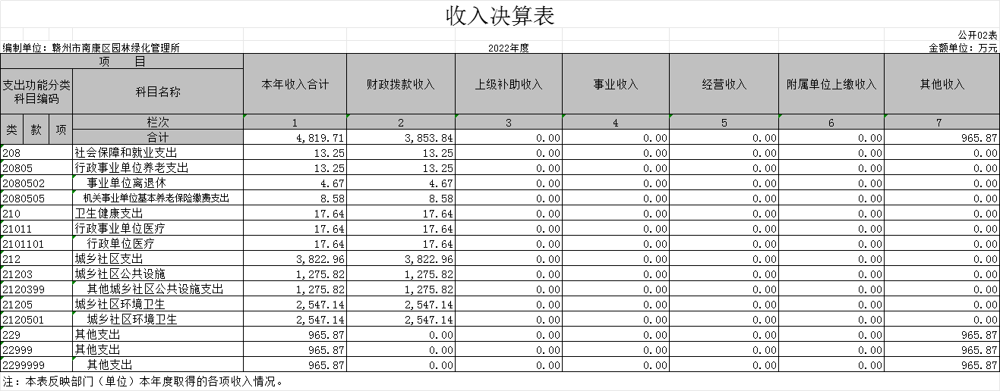 收入决算表
公开02表
编制单位：赣州市南康区园林绿化管理所 2022年度 金额单位：万元
项 目 本年收入合计 财政拨款收入 上级补助收入 事业收入 经营收入 附属单位上缴收入 其他收入
支出功能分类科目编码 科目名称
类 款 项 栏次 1 2 3 4 5 6 7
合计 4,819.71 3,853.84 0.00 0.00 0.00 0.00 965.87
208 社会保障和就业支出 13.25 13.25 0.00 0.00 0.00 0.00 0.00
20805 行政事业单位养老支出 13.25 13.25 0.00 0.00 0.00 0.00 0.00
2080502 事业单位离退休 4.67 4.67 0.00 0.00 0.00 0.00 0.00
2080505 机关事业单位基本养老保险缴费支出 8.58 8.58 0.00 0.00 0.00 0.00 0.00
210 卫生健康支出 17.64 17.64 0.00 0.00 0.00 0.00 0.00
21011 行政事业单位医疗 17.64 17.64 0.00 0.00 0.00 0.00 0.00
2101101 行政单位医疗 17.64 17.64 0.00 0.00 0.00 0.00 0.00
212 城乡社区支出 3,822.96 3,822.96 0.00 0.00 0.00 0.00 0.00
21203 城乡社区公共设施 1,275.82 1,275.82 0.00 0.00 0.00 0.00 0.00
2120399 其他城乡社区公共设施支出 1,275.82 1,275.82 0.00 0.00 0.00 0.00 0.00
21205 城乡社区环境卫生 2,547.14 2,547.14 0.00 0.00 0.00 0.00 0.00
2120501 城乡社区环境卫生 2,547.14 2,547.14 0.00 0.00 0.00 0.00 0.00
229 其他支出 965.87 0.00 0.00 0.00 0.00 0.00 965.87
22999 其他支出 965.87 0.00 0.00 0.00 0.00 0.00 965.87
2299999 其他支出 965.87 0.00 0.00 0.00 0.00 0.00 965.87
注：本表反映部门（单位）本年度取得的各项收入情况。